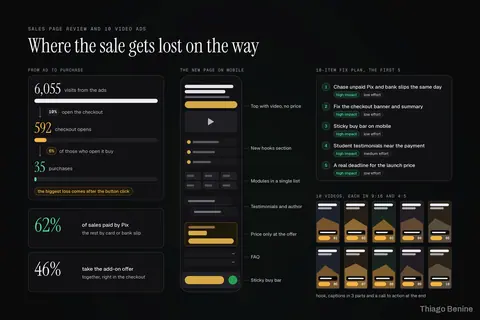 SALES PAGE REVIEW AND 10 VIDEO ADS
Where the sale gets lost on the way
FROM AD TO PURCHASE
6,055 visits from the ads
10% open the checkout
592 checkout opens
6% of those who open it buy
35 purchases
the biggest loss comes after the button click
62%
of sales paid by Pix
the rest by card or bank slip
46%
take the add-on offer
together, right in the checkout
THE NEW PAGE ON MOBILE
Top with video, no price
New hooks section
Modules in a single list
Testimonials and author
Price only at the offer
FAQ
Sticky buy bar
10-ITEM FIX PLAN, THE FIRST 5
1 Chase unpaid Pix and bank slips the same day
high impact low effort
2 Fix the checkout banner and summary
high impact low effort
3 Sticky buy bar on mobile
high impact low effort
4 Student testimonials near the payment
high impact medium effort
5 A real deadline for the launch price
high impact low effort
10 VIDEOS, EACH IN 9:16 AND 4:5
hook, captions in 3 parts and a call to action at the end
Thiago Benine